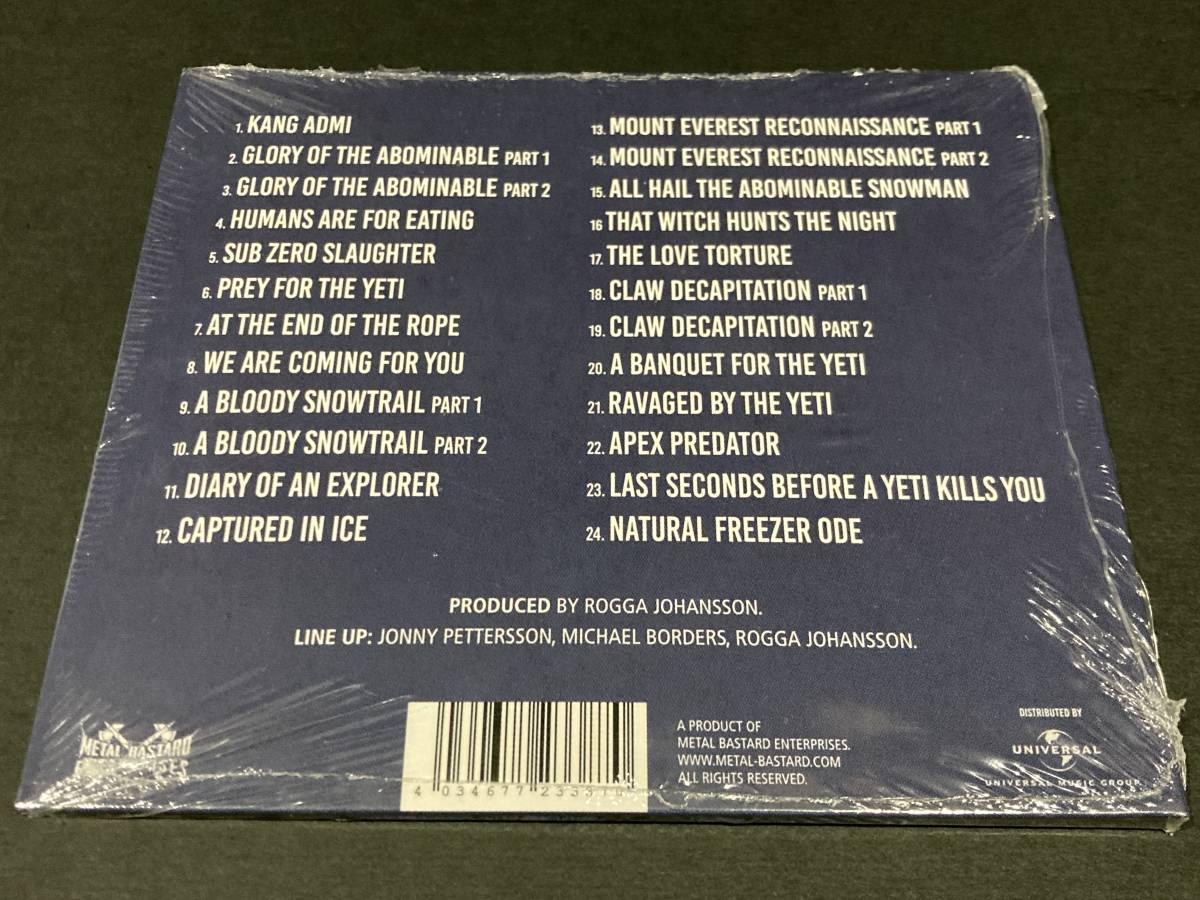 1. KANG ADMI
2. GLORY OF THE ABOMINABLE PART 1
3. GLORY OF THE ABOMINABLE PART 2
4. HUMANS ARE FOR EATING
5. SUB ZERO SLAUGHTER
6. PREY FOR THE YETI
7. AT THE END OF THE ROPE
8. WE ARE COMING FOR YOU
9. A BLOODY SNOWTRAIL PART 1
10. A BLOODY SNOWTRAIL PART 2
11. DIARY OF AN EXPLORER
12. CAPTURED IN ICE
13. MOUNT EVEREST RECONNAISSANCE PART 1
14. MOUNT EVEREST RECONNAISSANCE PART 2
15. ALL HAIL THE ABOMINABLE SNOWMAN
16 THAT WITCH HUNTS THE NIGHT
17. THE LOVE TORTURE
18. CLAW DECAPITATION PART 1
19. CLAW DECAPITATION PART 2
20. A BANQUET FOR THE YETI
21. RAVAGED BY THE YETI
22. APEX PREDATOR
23. LAST SECONDS BEFORE A YETI KILLS YOU
24. NATURAL FREEZER ODE
PRODUCED BY ROGGA JOHANSSON.
LINE UP: JONNY PETTERSSON, MICHAEL BORDERS, ROGGA JOHANSSON.
METAL BASTARD
4 034677
A PRODUCT OF
METAL BASTARD ENTERPRISES.
WWW.METAL-BASTARD.COM
ALL RIGHTS RESERVED.
DISTRIBUTED BY
UNIVERSAL
UNIVERSAL MUSIC GROUP